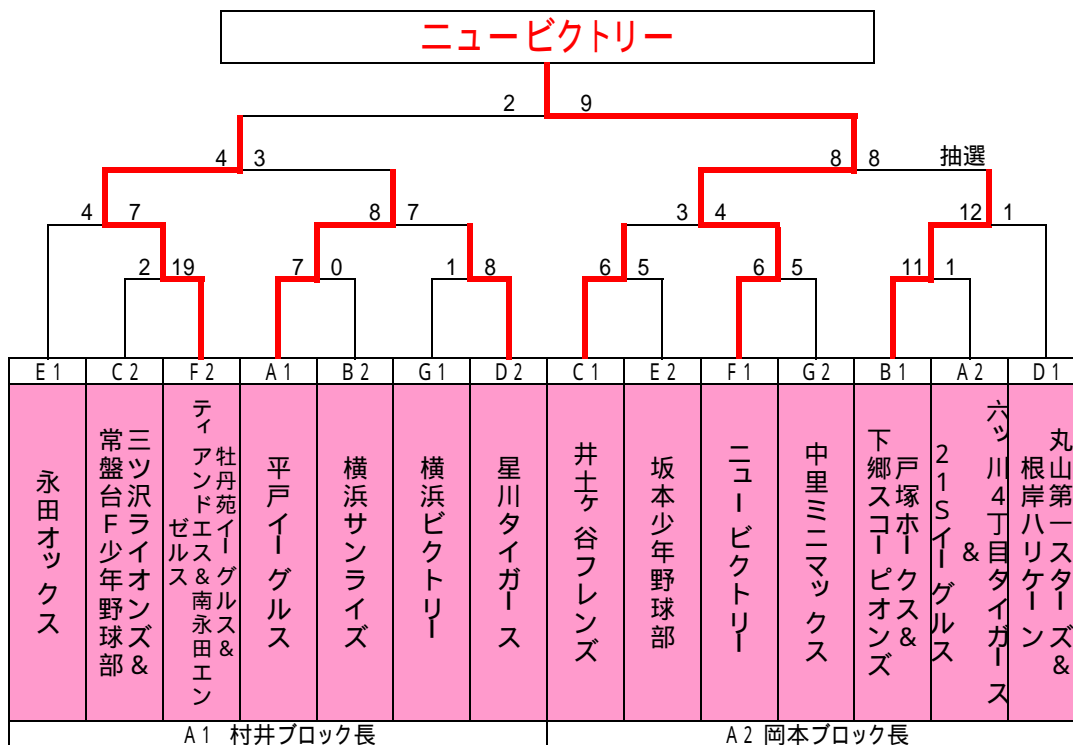 ニュービクトリー
2 9
4 3 8 8 抽選
4 7 8 7 3 4 12 1
2 19 7 0 1 8 6 5 6 5 11 1
E1 C2 F2 A1 B2 G1 D2 C1 E2 F1 G2 B1 A2 D1
永田オックス
三ツ沢ライオンズ&
常盤台F少年野球部
牡丹苑イーグルス&
ティアンドエス&南永田エン
ゼルス
平戸イーグルス
横浜サンライズ
横浜ビクトリー
星川タイガース
井土ヶ谷フレンズ
坂本少年野球部
ニュービクトリー
中里ミニマックス
戸塚ホークス&
下郷スコーピオンズ
六ッ川4丁目タイガース
&
21Sイーグルス
丸山第一スターズ&
根岸ハリケーン
A1 村井ブロック長 A2 岡本ブロック長